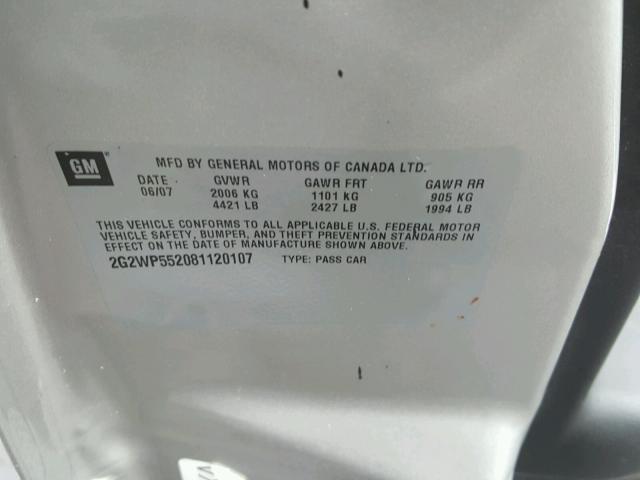 GM
MFD BY GENERAL MOTORS OF CANADA LTD.
DATE GVWR GAWR FRT GAWR RR
06/07 2006 KG 1101 KG 905 KG
4421 LB 2427 LB 1994 LB
THIS VEHICLE CONFORMS TO ALL APPLICABLE U.S. FEDERAL MOTOR
VEHICLE SAFETY, BUMPER, AND THEFT PREVENTION STANDARDS IN
EFFECT ON THE DATE OF MANUFACTURE SHOWN ABOVE.
2G2WP552081120107 TYPE: PASS CAR